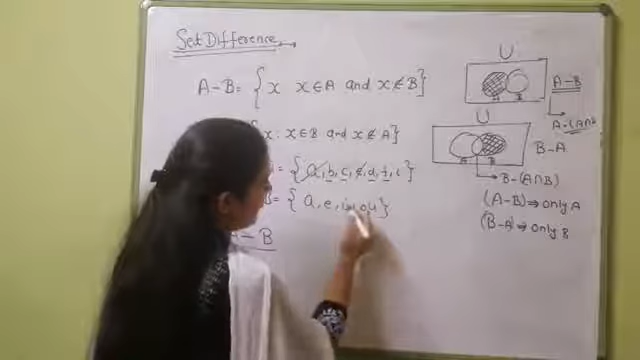 Set Difference
A-B= { x x∈A and x∉B}
x: x∈B and x∉A}
{a, b, c, e, d, f, i}
= { a, e, i, o, u}
A-B
U
A B
A-B
U
A B
B-A
B-(A∩B)
(A-B)⇒ only A
(B-A)⇒ only B